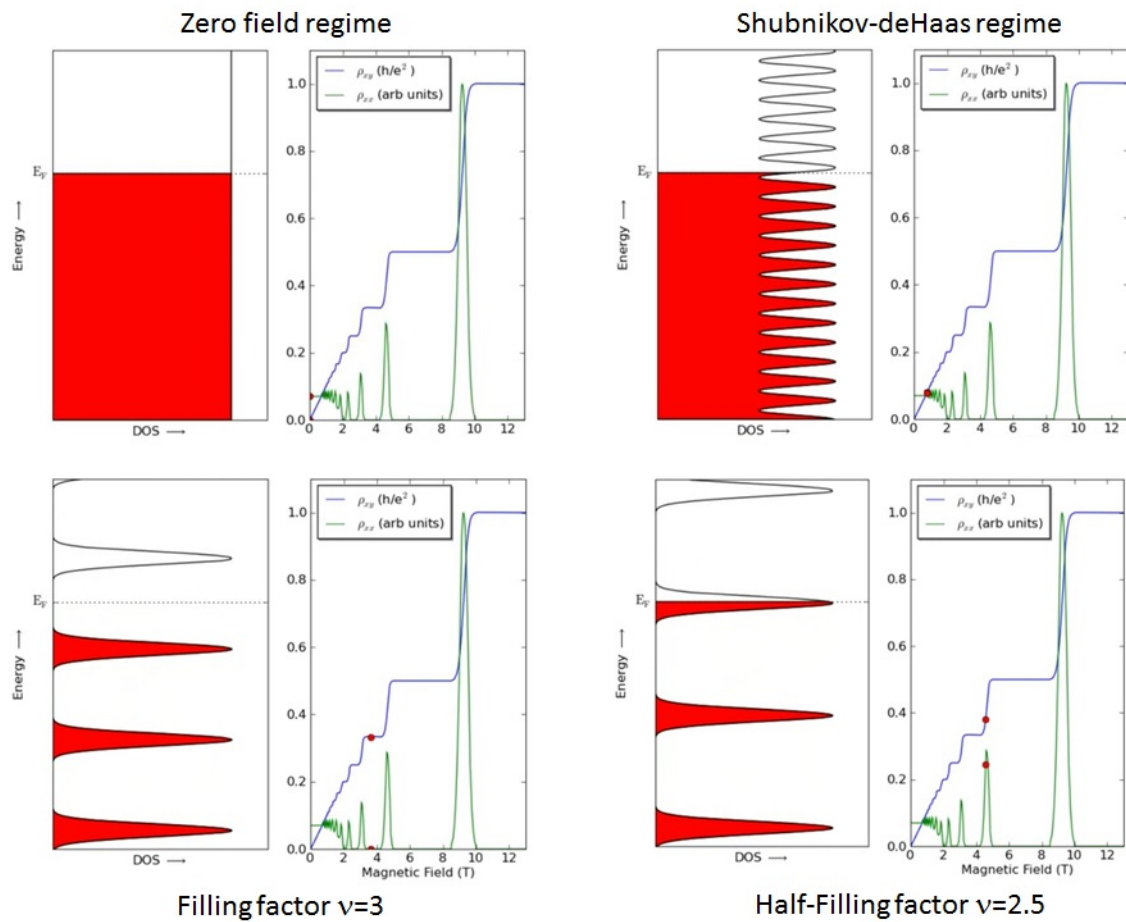 Zero field regime
Shubnikov-deHaas regime
E_F
Energy →
DOS →
ρ_xy (h/e²)
ρ_xx (arb units)
1.0
0.8
0.6
0.4
0.2
0.0
0 2 4 6 8 10 12
E_F
Energy →
DOS →
ρ_xy (h/e²)
ρ_xx (arb units)
1.0
0.8
0.6
0.4
0.2
0.0
0 2 4 6 8 10 12
E_F
Energy →
DOS →
ρ_xy (h/e²)
ρ_xx (arb units)
1.0
0.8
0.6
0.4
0.2
0.0
0 2 4 6 8 10 12
Magnetic Field (T)
E_F
Energy →
DOS →
ρ_xy (h/e²)
ρ_xx (arb units)
1.0
0.8
0.6
0.4
0.2
0.0
0 2 4 6 8 10 12
Magnetic Field (T)
Filling factor ν=3
Half-Filling factor ν=2.5